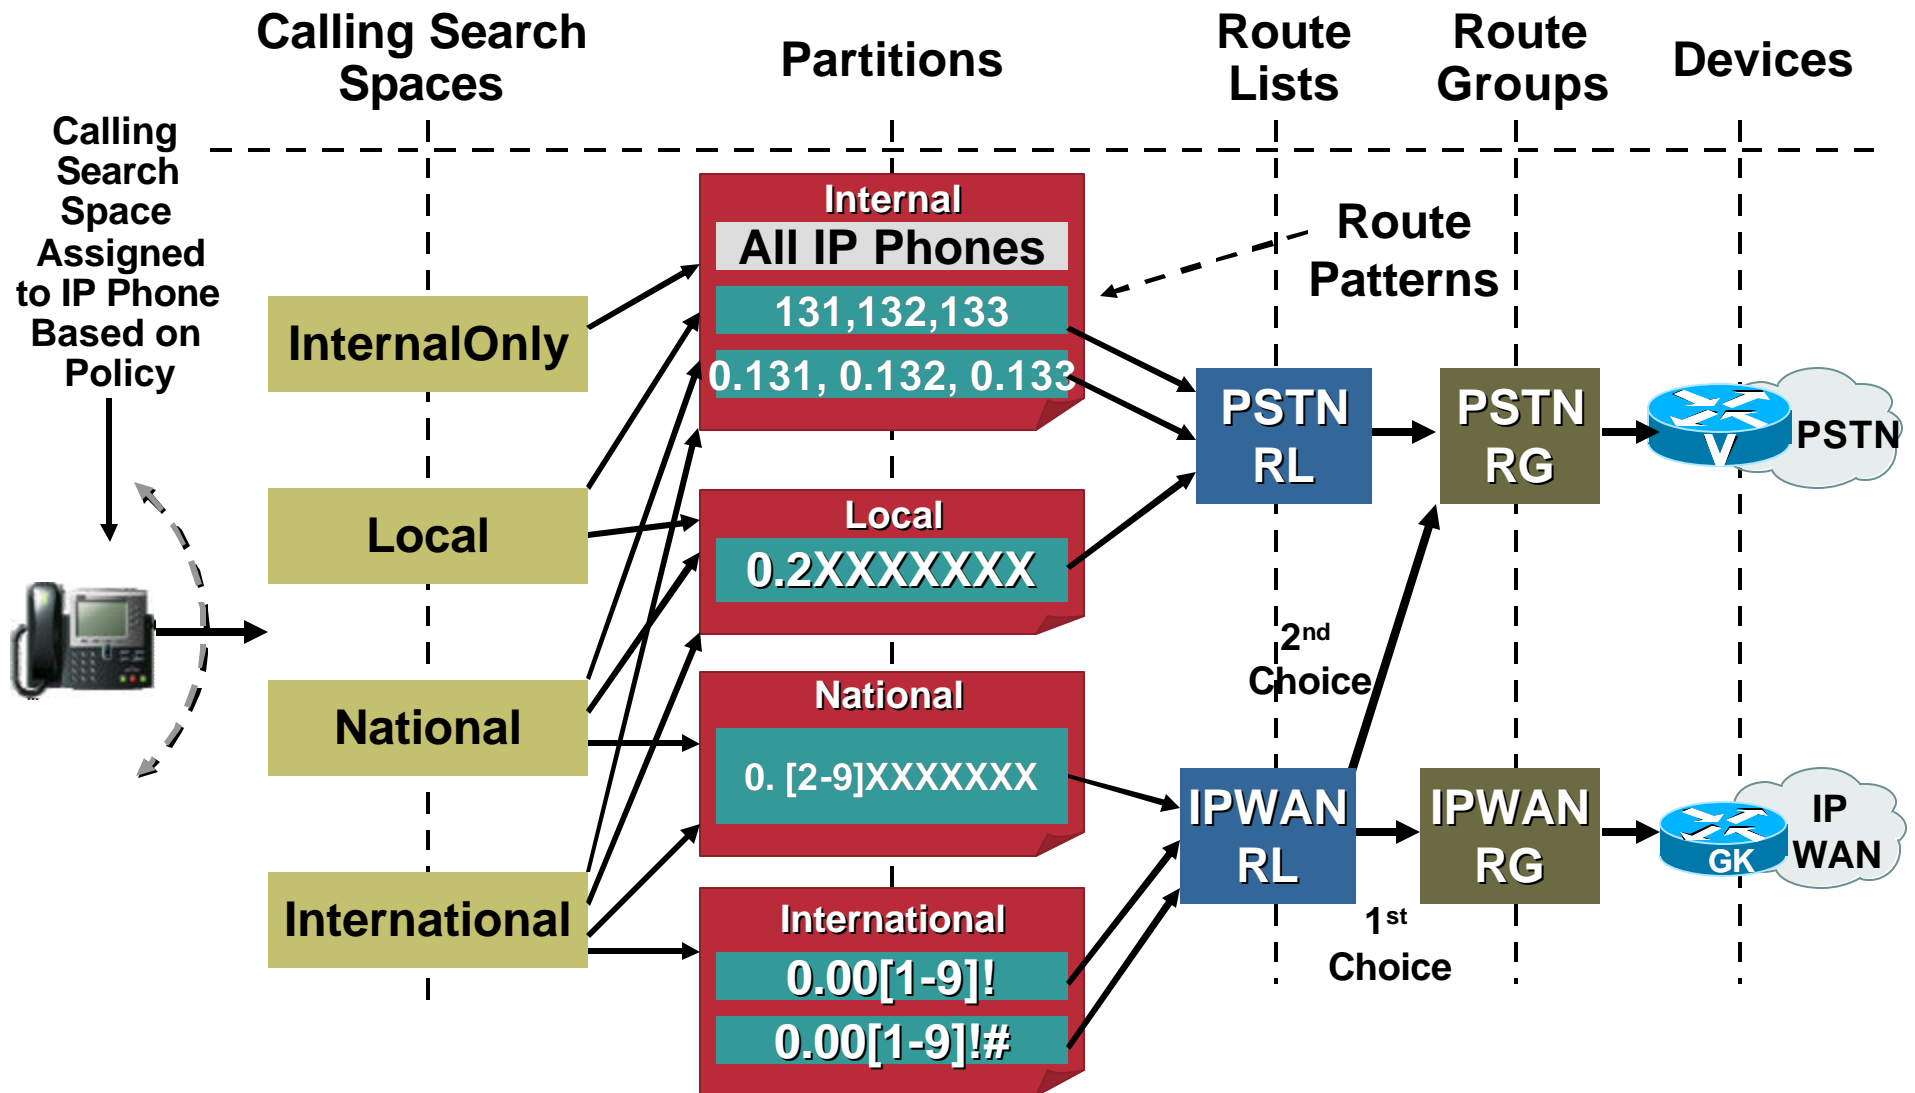 Calling Search
Spaces
Partitions
Route
Lists
Route
Groups
Devices
Calling
Search
Space
Assigned
to IP Phone
Based on
Policy
InternalOnly
Local
National
International
Internal
All IP Phones
131,132,133
0.131, 0.132, 0.133
Route
Patterns
Local
0.2XXXXXXX
National
0. [2-9]XXXXXXX
International
0.00[1-9]!
0.00[1-9]!#
PSTN
RL
PSTN
RG
V
PSTN
2nd
Choice
IPWAN
RL
IPWAN
RG
GK
IP
WAN
1st
Choice